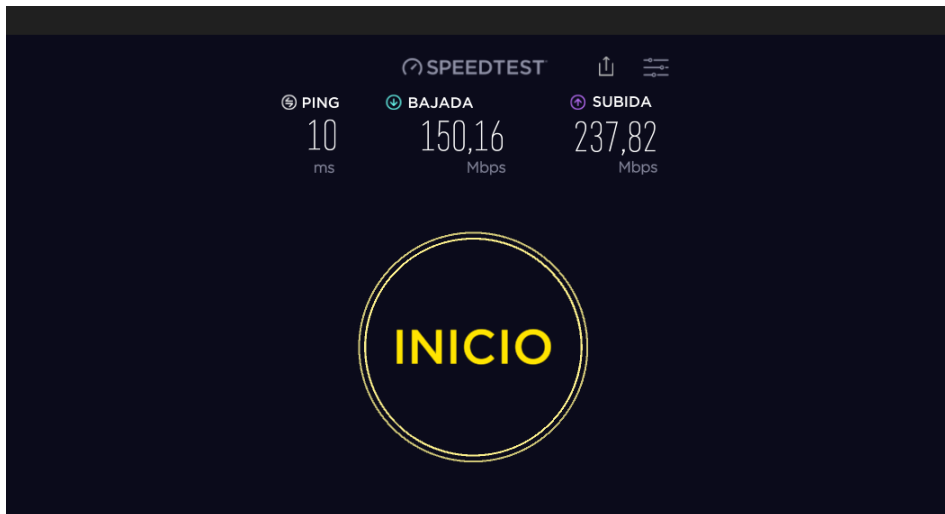 SPEEDTEST
PING BAJADA SUBIDA
10 150,16 237,82
ms Mbps Mbps
INICIO